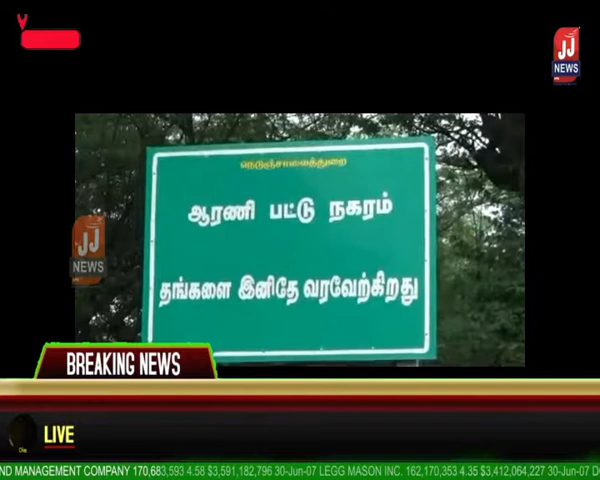 JJ
NEWS
நெடுஞ்சாலைத்துறை
ஆரணி பட்டு நகரம்
JJ
NEWS
தங்களை இனிதே வரவேற்கிறது
BREAKING NEWS
LIVE
ND MANAGEMENT COMPANY 170,683,593 4.58 $3,591,182,796 30-Jun-07 LEGG MASON INC. 162,170,353 4.35 $3,412,064,227 30-Jun-07 D